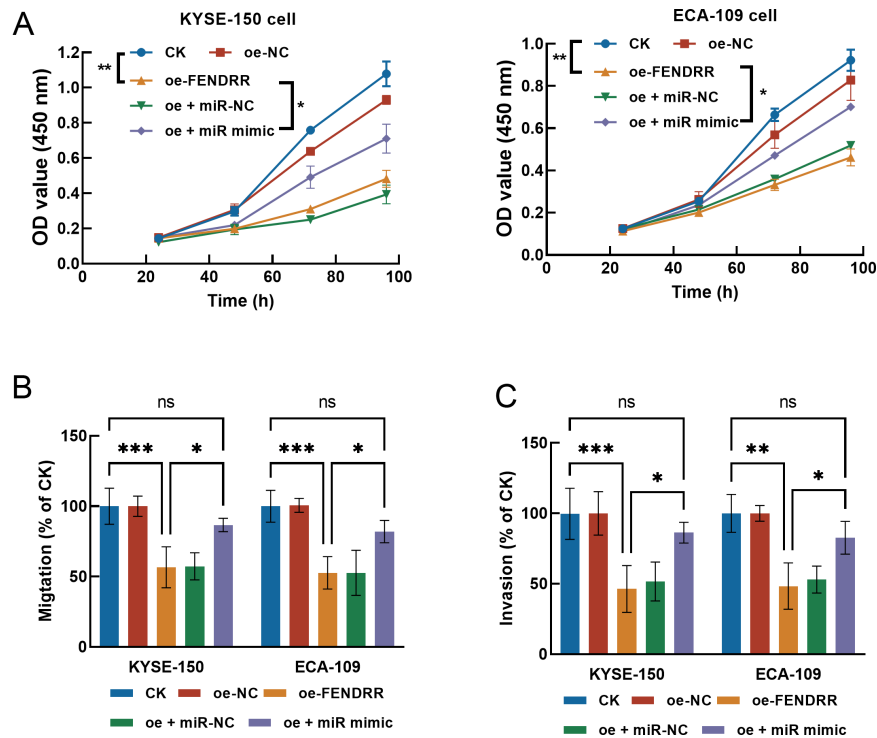 A
KYSE-150 cell
OD value (450 nm)
1.2
1.0
0.8
0.6
0.4
0.2
0.0
0 20 40 60 80 100
Time (h)
CK oe-NC
oe-FENDRR
oe + miR-NC
oe + miR mimic
**
*
ECA-109 cell
OD value (450 nm)
1.0
0.8
0.6
0.4
0.2
0.0
0 20 40 60 80 100
Time (h)
CK oe-NC
oe-FENDRR
oe + miR-NC
oe + miR mimic
**
*
B
Migtation (% of CK)
150
100
50
0
ns ns
*** * *** *
KYSE-150 ECA-109
CK oe-NC oe-FENDRR
oe + miR-NC oe + miR mimic
C
Invasion (% of CK)
150
100
50
0
ns ns
*** * ** *
KYSE-150 ECA-109
CK oe-NC oe-FENDRR
oe + miR-NC oe + miR mimic